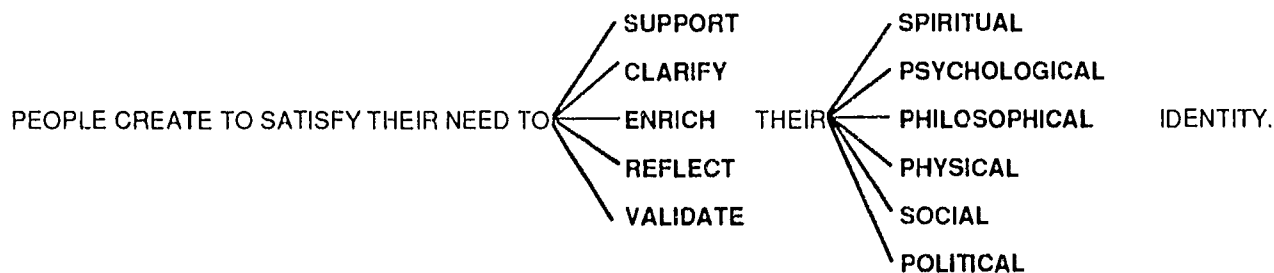 SUPPORT SPIRITUAL
CLARIFY PSYCHOLOGICAL
PEOPLE CREATE TO SATISFY THEIR NEED TO ENRICH THEIR PHILOSOPHICAL IDENTITY.
REFLECT PHYSICAL
VALIDATE SOCIAL
POLITICAL